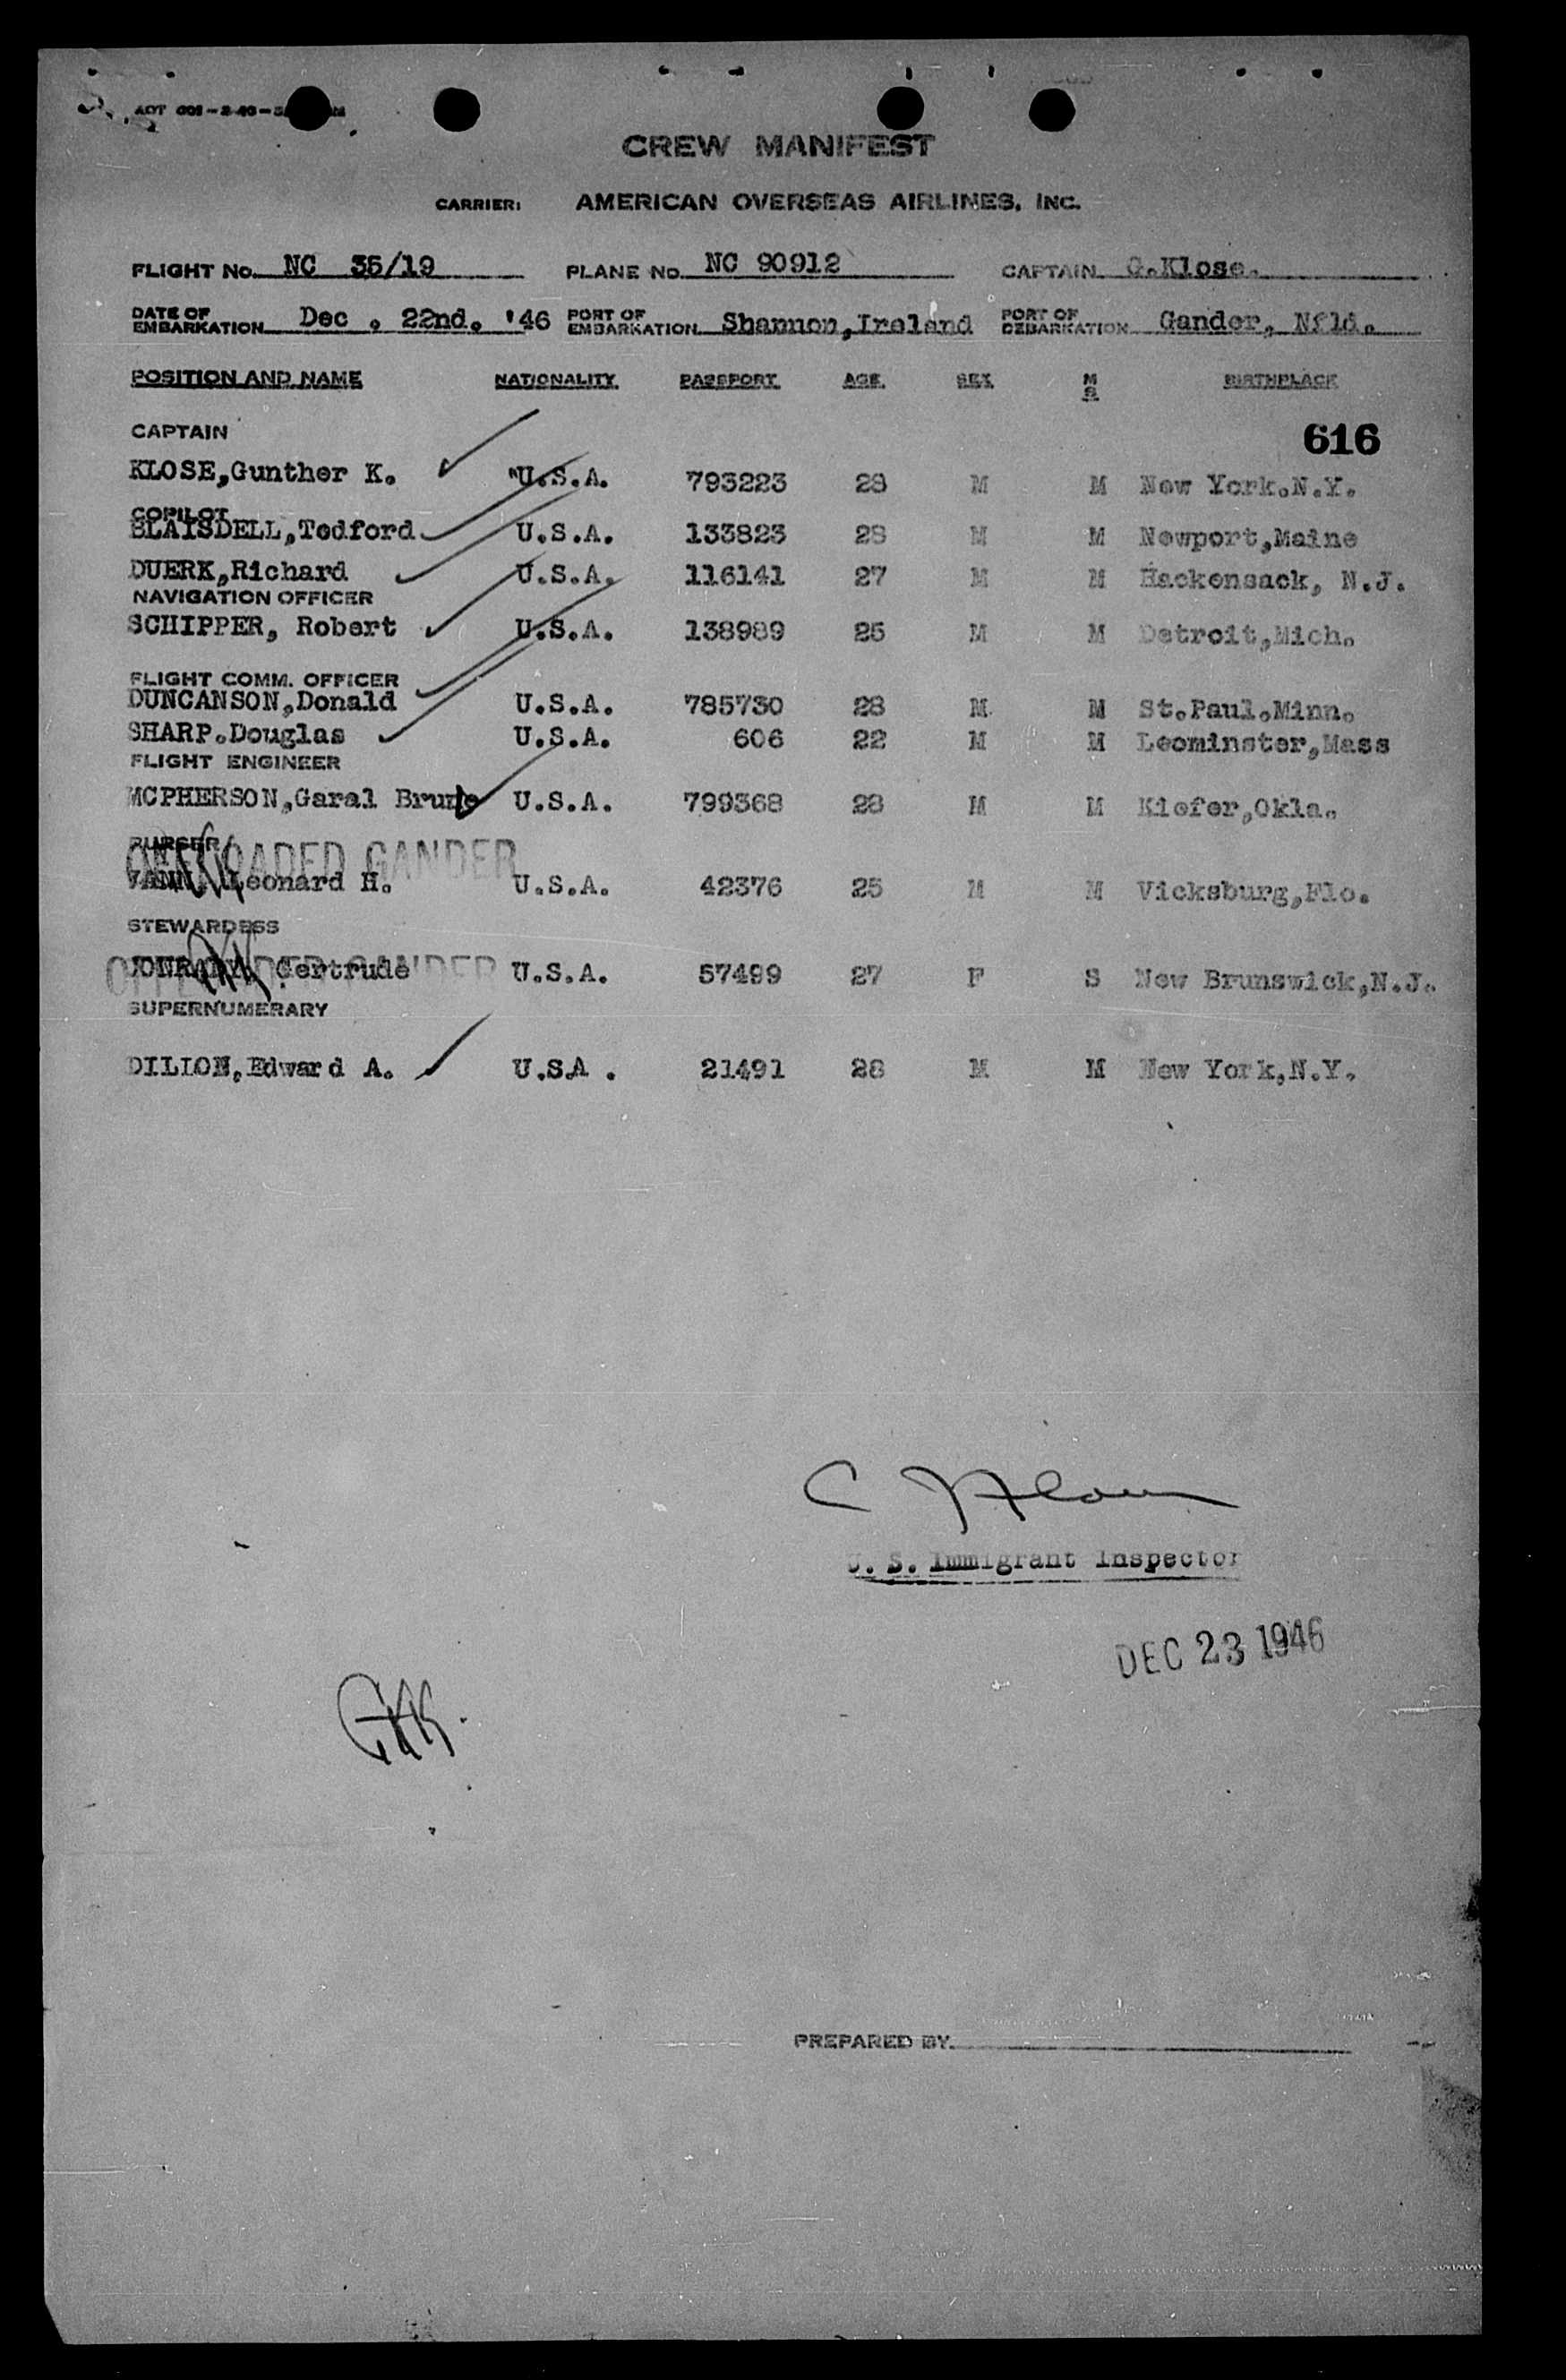 CREW MANIFEST
CARRIER: AMERICAN OVERSEAS AIRLINES, INC.
FLIGHT No. NC 35/19 PLANE No. NC 90912 CAPTAIN G.Klose.
DATE OF EMBARKATION Dec . 22nd. '46 PORT OF EMBARKATION Shannon,Ireland PORT OF DEBARKATION Gander, Nfld.
POSITION AND NAME NATIONALITY PASSPORT AGE SEX M S BIRTHPLACE
CAPTAIN 616
KLOSE,Gunther K. U.S.A. 793223 28 M M New York.N.Y.
COPILOT
BLAISDELL,Tedford U.S.A. 133823 28 M M Newport,Maine
DUERK,Richard U.S.A. 116141 27 M M Hackensack, N.J.
NAVIGATION OFFICER
SCHIPPER, Robert U.S.A. 138989 25 M M Detroit,Mich.
FLIGHT COMM. OFFICER
DUNCANSON,Donald U.S.A. 785730 28 M M St.Paul.Minn.
SHARP.Douglas U.S.A. 606 22 M M Leominster,Mass
FLIGHT ENGINEER
MCPHERSON,Garal U.S.A. 799368 28 M M Kiefer,Okla.
PURSER
OFFLOADED GANDER
Leonard H. U.S.A. 42376 25 M M Vicksburg,Flo.
STEWARDESS
OFFLOADED GANDER
Gertrude U.S.A. 57499 27 F S New Brunswick,N.J.
SUPERNUMERARY
DILION,Edward A. U.S.A . 21491 28 M M New York,N.Y.
U. S. Immigrant Inspector
DEC 23 1946
PREPARED BY.